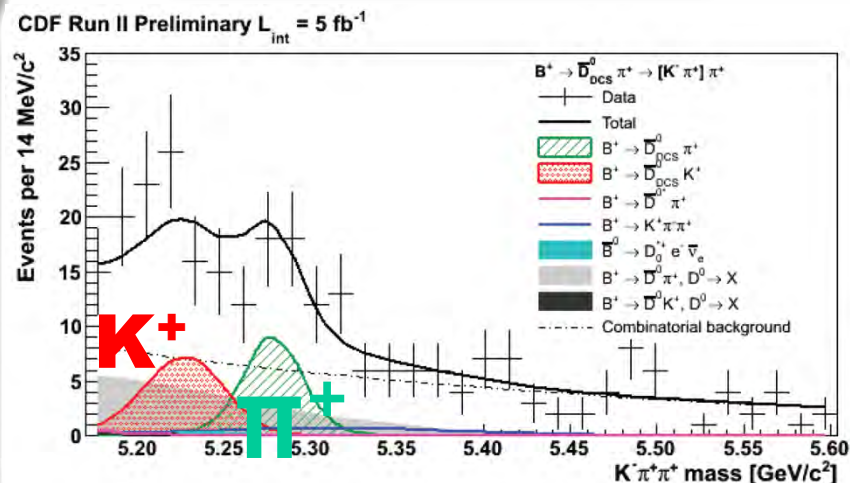 CDF Run II Preliminary L_int = 5 fb⁻¹
Events per 14 MeV/c²
35
30
25
20
15
10
5
0
B⁺ → D̅⁰_DCS π⁺ → [K⁻ π⁺] π⁺
Data
Total
B⁺ → D̅⁰_DCS π⁺
B⁺ → D̅⁰_DCS K⁺
B⁺ → D̅⁰* π⁺
B⁺ → K⁺π⁻π⁺
B̅⁰ → D₀*⁺ e⁻ ν̅_e
B⁺ → D̅⁰π⁺, D⁰ → X
B⁺ → D̅⁰K⁺, D⁰ → X
Combinatorial background
K⁺
π⁺
5.20 5.25 5.30 5.35 5.40 5.45 5.50 5.55 5.60
K⁻π⁺π⁺ mass [GeV/c²]